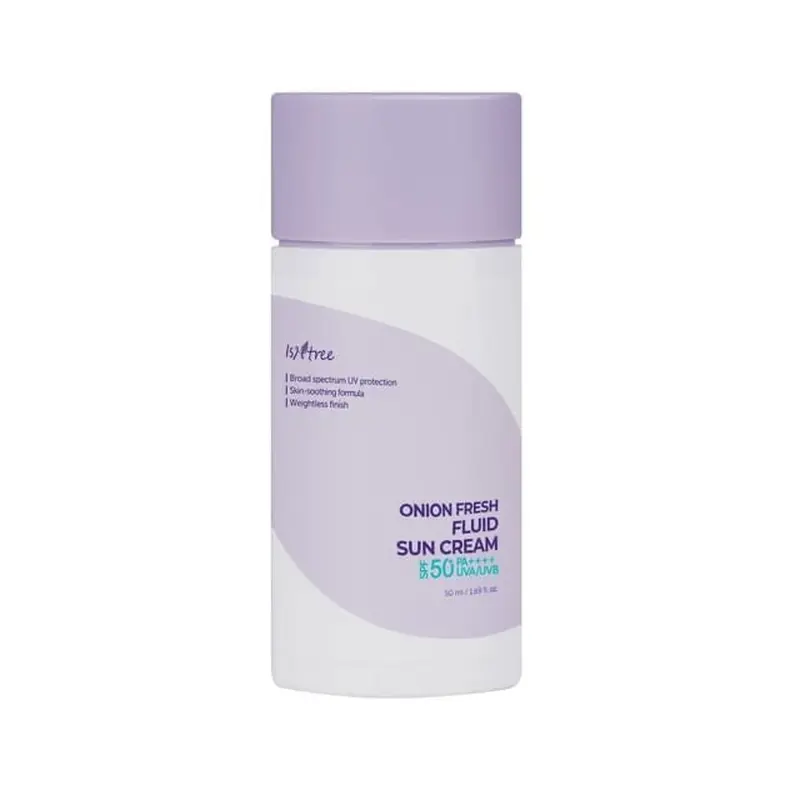 Isntree
Broad spectrum UV protection
Skin-soothing formula
Weightless finish
ONION FRESH
FLUID
SUN CREAM
SPF 50+ PA++++
UVA/UVB
50 ml / 1.69 fl. oz.